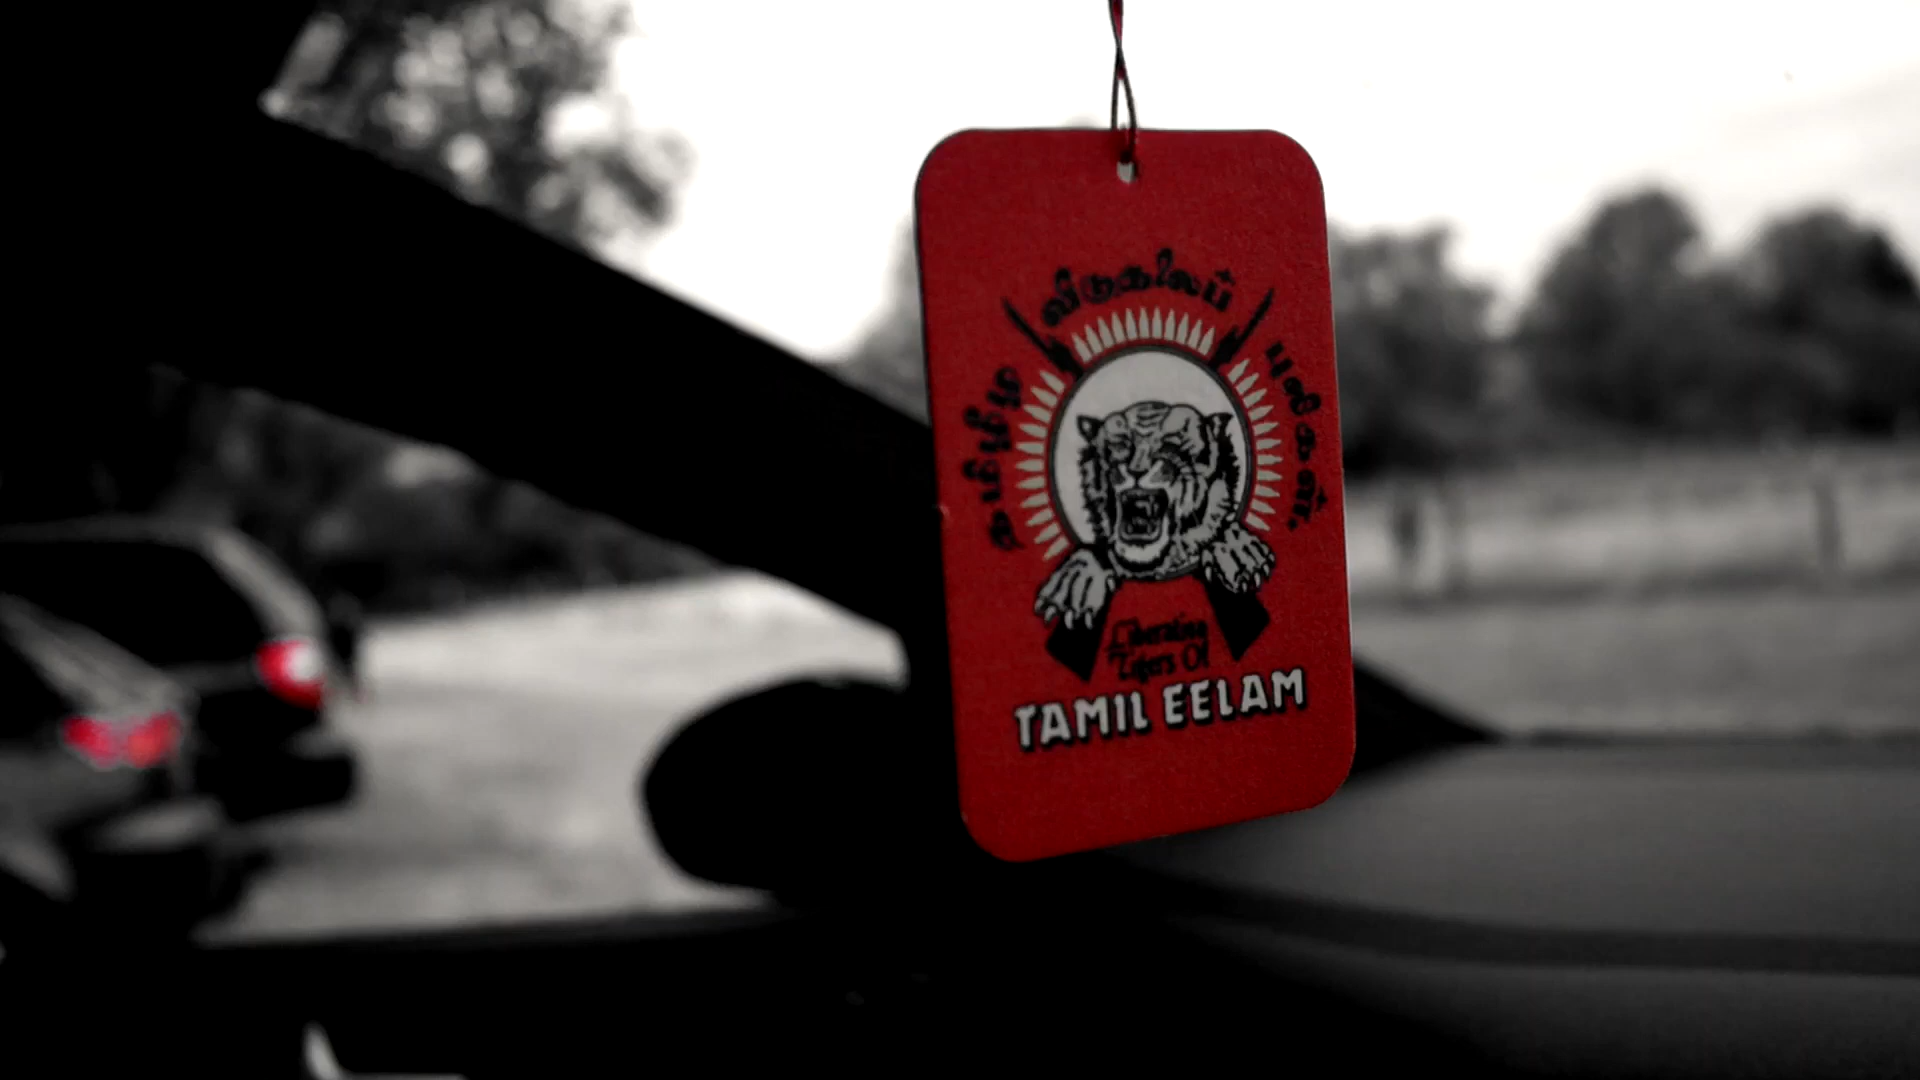 தமிழீழ
விடுதலைப்
புலிகள்.
Liberation
Tigers Of
TAMIL EELAM